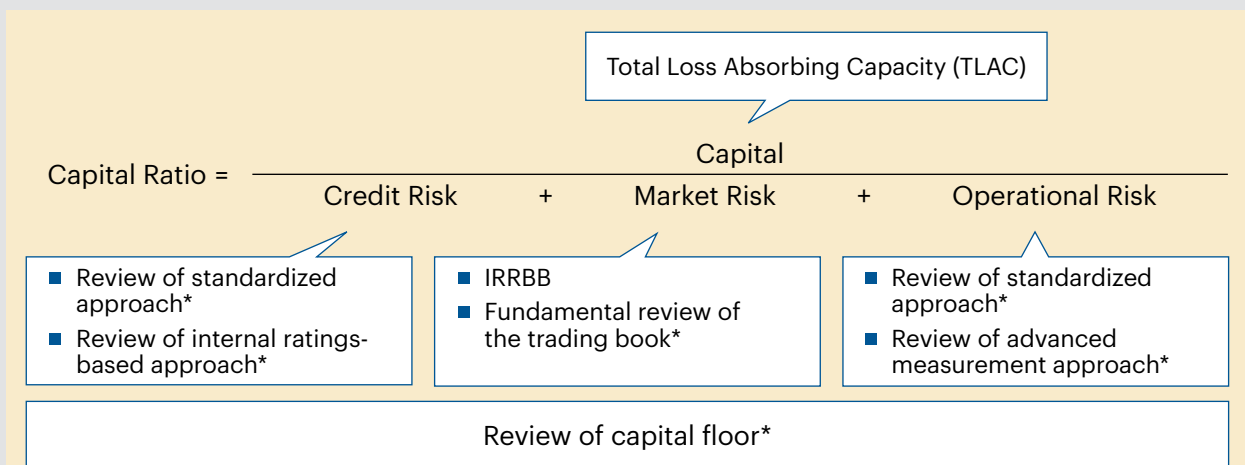 Total Loss Absorbing Capacity (TLAC)
Capital
Capital Ratio =
Credit Risk + Market Risk + Operational Risk
■ Review of standardized
approach*
■ Review of internal ratings-
based approach*
■ IRRBB
■ Fundamental review of
the trading book*
■ Review of standardized
approach*
■ Review of advanced
measurement approach*
Review of capital floor*